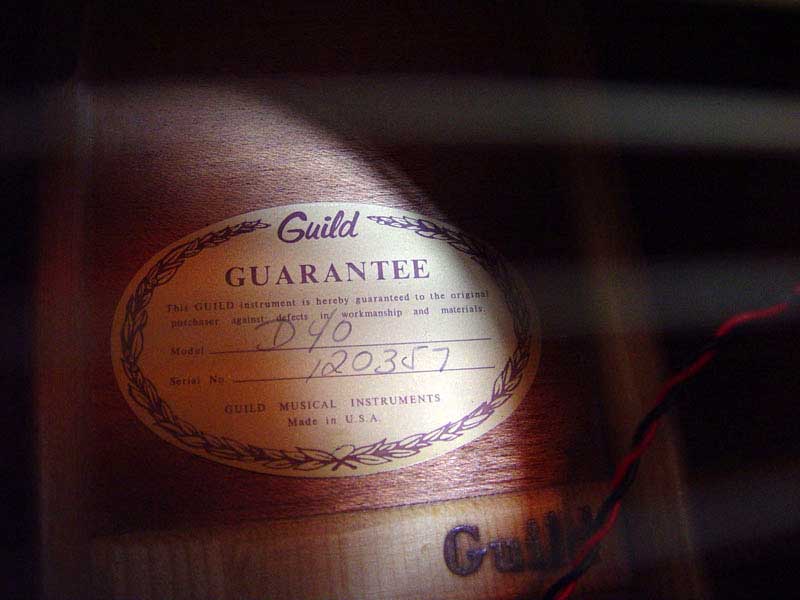 Guild
GUARANTEE
This GUILD instrument is hereby guaranteed to the original
purchaser against defects in workmanship and materials.
Model D40
Serial No. 120357
GUILD MUSICAL INSTRUMENTS
Made in U.S.A.
Guild